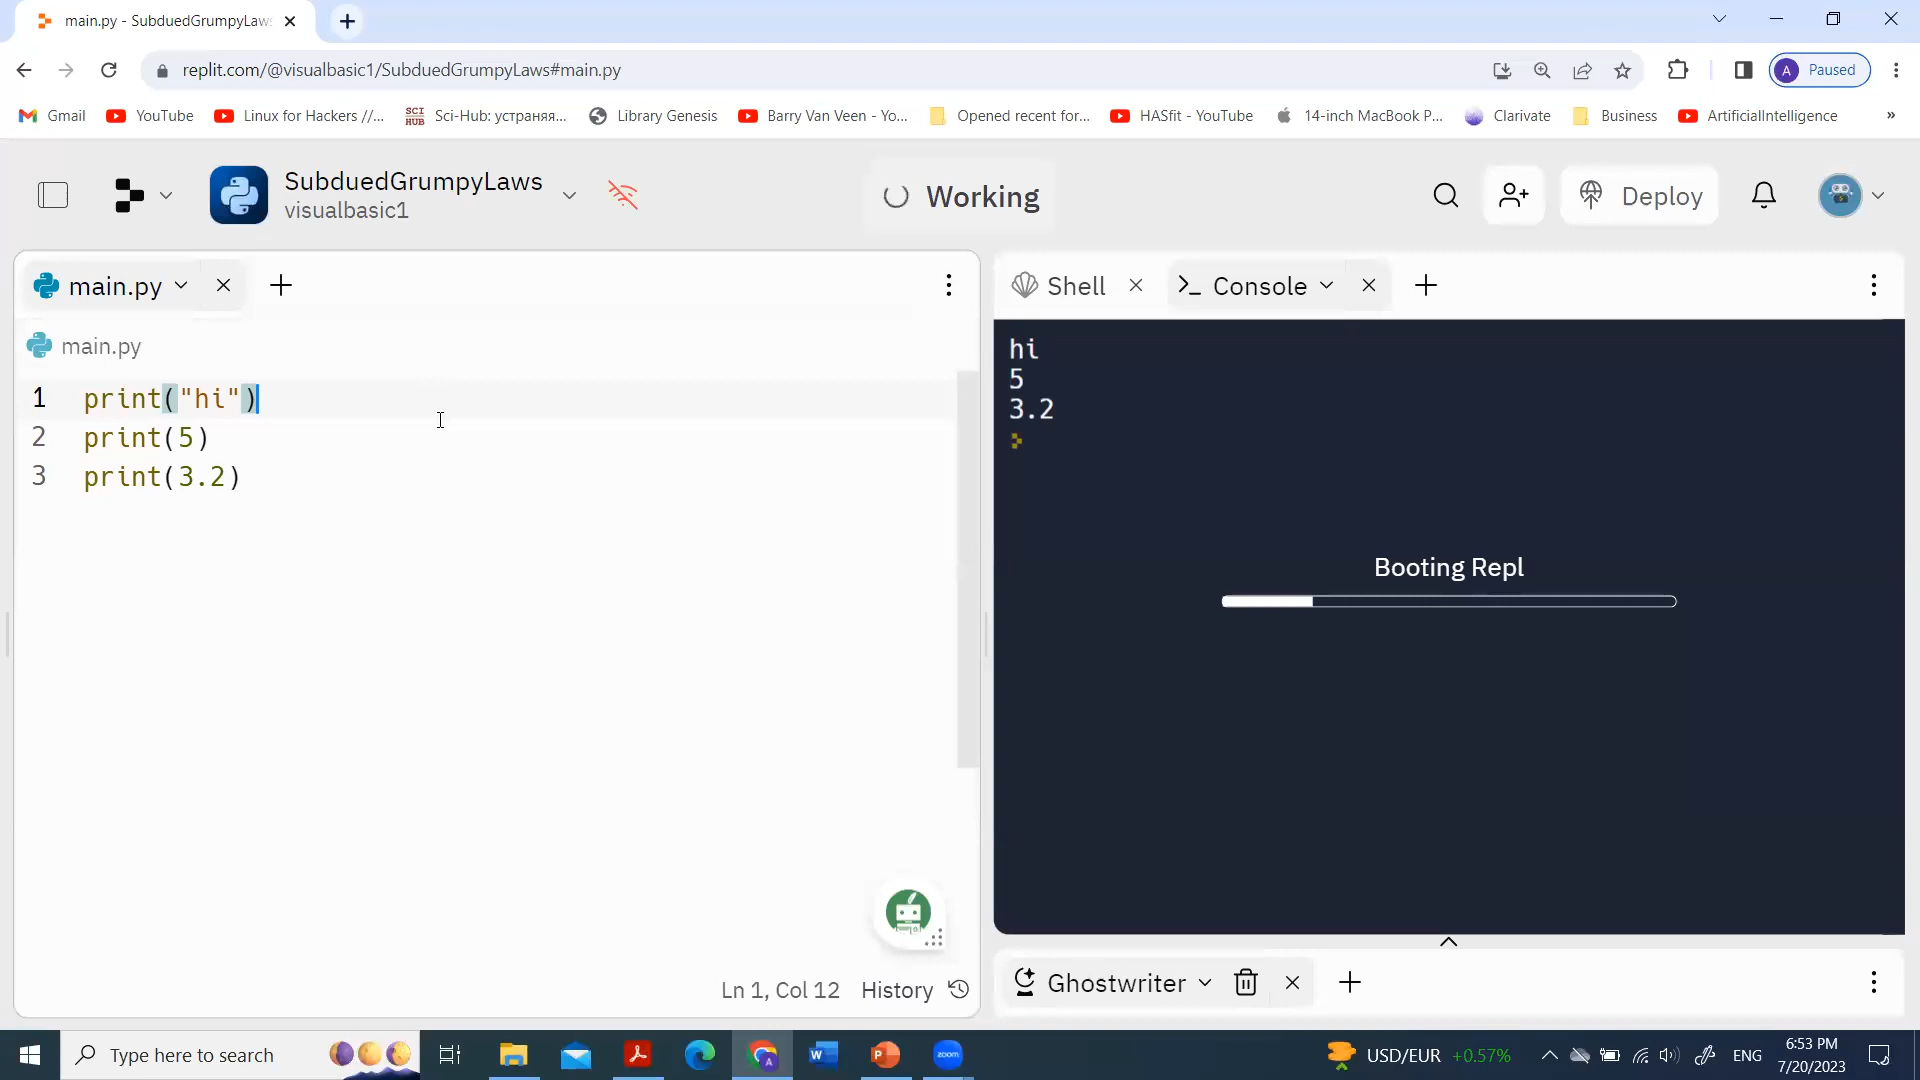 main.py - SubduedGrumpyLaws
replit.com/@visualbasic1/SubduedGrumpyLaws#main.py
A Paused
Gmail YouTube Linux for Hackers //... SCI HUB Sci-Hub: устраняя... Library Genesis Barry Van Veen - Yo... Opened recent for... HASfit - YouTube 14-inch MacBook P... Clarivate Business ArtificialIntelligence »
SubduedGrumpyLaws
visualbasic1
Working
Deploy
main.py
Shell
Console
main.py
1 print("hi")
2 print(5)
3 print(3.2)
hi
5
3.2
Booting Repl
Ln 1, Col 12 History
Ghostwriter
Type here to search
zoom
USD/EUR +0.57%
ENG
6:53 PM
7/20/2023